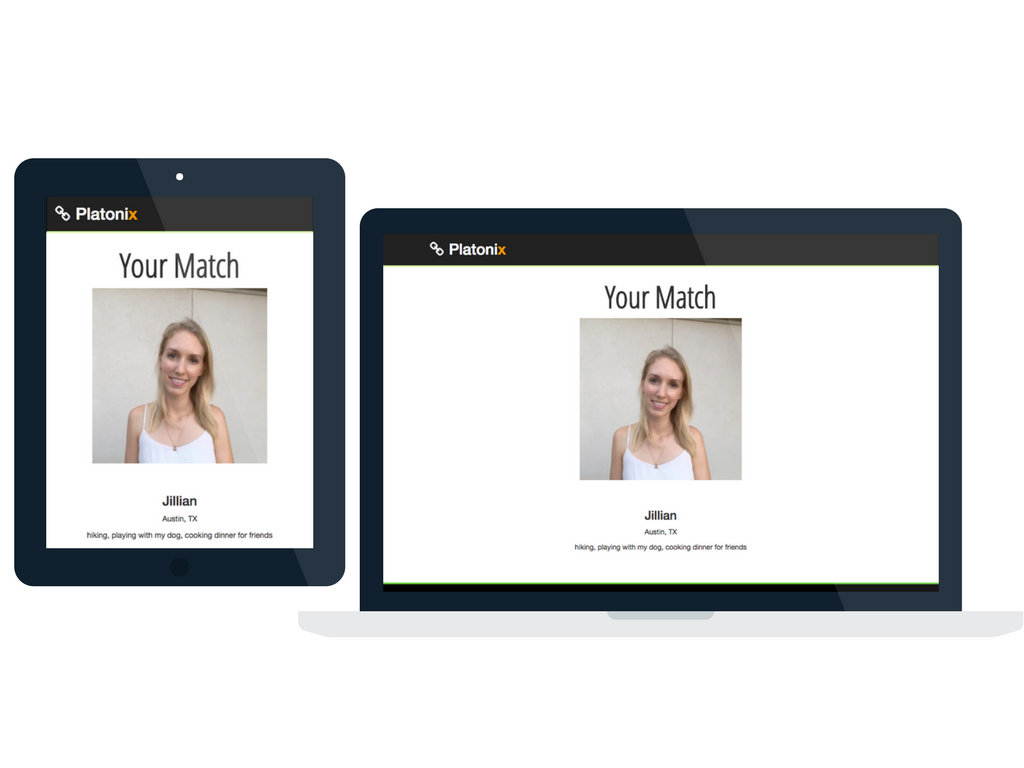 Platonix
Your Match
Jillian
Austin, TX
hiking, playing with my dog, cooking dinner for friends
Platonix
Your Match
Jillian
Austin, TX
hiking, playing with my dog, cooking dinner for friends